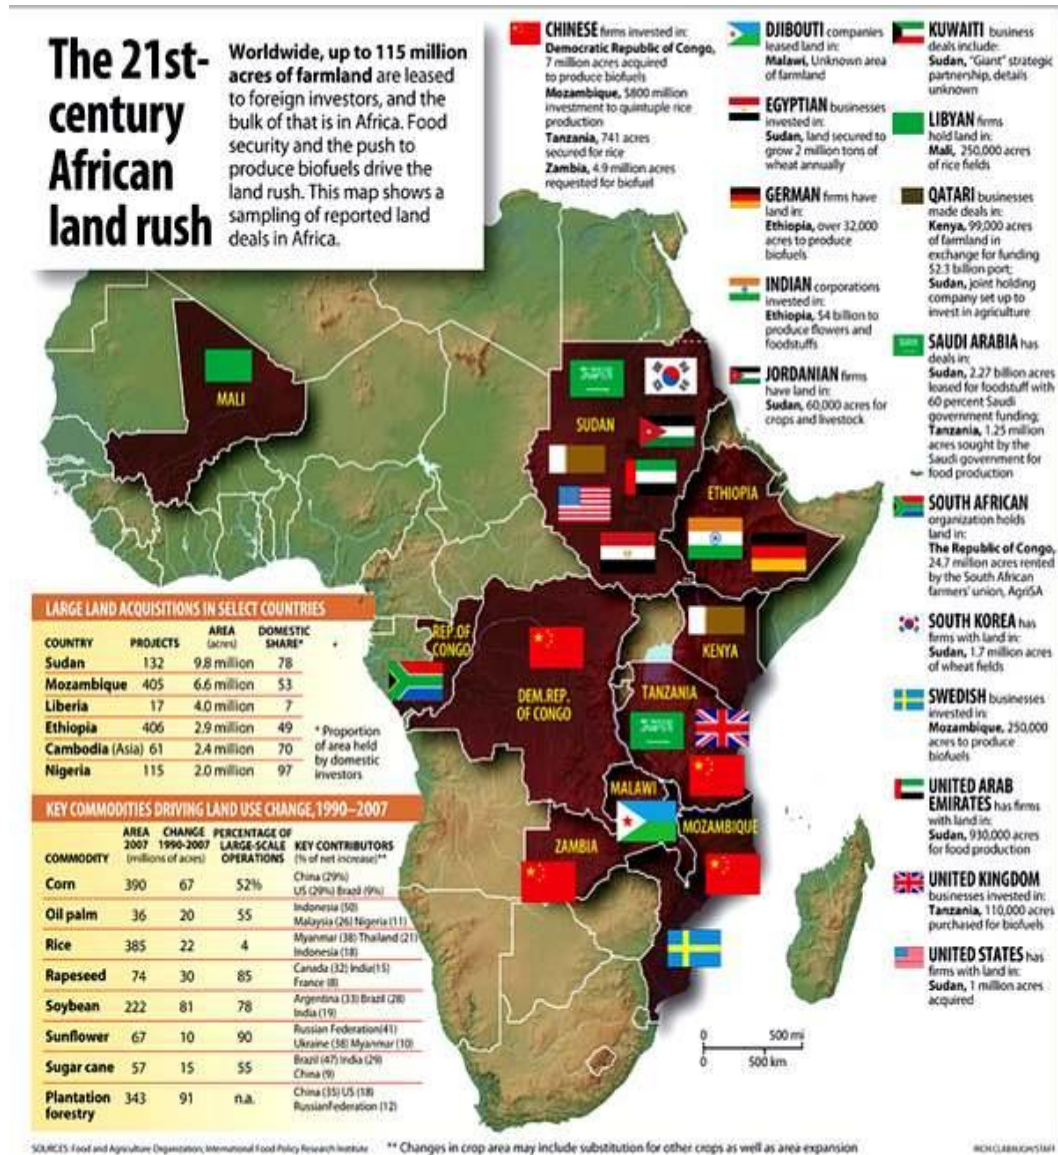 The 21st-
century
African
land rush
Worldwide, up to 115 million
acres of farmland are leased
to foreign investors, and the
bulk of that is in Africa. Food
security and the push to
produce biofuels drive the
land rush. This map shows a
sampling of reported land
deals in Africa.
CHINESE firms invested in:
Democratic Republic of Congo,
7 million acres acquired
to produce biofuels
Mozambique, $800 million
investment to quintuple rice
production
Tanzania, 741 acres
secured for rice
Zambia, 4.9 million acres
requested for biofuel
DJIBOUTI companies
leased land in:
Malawi, Unknown area
of farmland
EGYPTIAN businesses
invested in:
Sudan, land secured to
grow 2 million tons of
wheat annually
GERMAN firms have
land in:
Ethiopia, over 32,000
acres to produce
biofuels
INDIAN corporations
invested in:
Ethiopia, $4 billion to
produce flowers and
foodstuffs
JORDANIAN firms
have land in:
Sudan, 60,000 acres for
crops and livestock
KUWAITI business
deals include:
Sudan, "Giant" strategic
partnership, details
unknown
LIBYAN firms
hold land in:
Mali, 250,000 acres
of rice fields
QATARI businesses
made deals in:
Kenya, 99,000 acres
of farmland in
exchange for funding
$2.3 billion port;
Sudan, joint holding
company set up to
invest in agriculture
SAUDI ARABIA has
deals in:
Sudan, 2.27 billion acres
leased for foodstuff with
60 percent Saudi
government funding;
Tanzania, 1.25 million
acres sought by the
Saudi government for
food production
SOUTH AFRICAN
organization holds
land in:
The Republic of Congo,
24.7 million acres rented
by the South African
farmers' union, AgriSA
SOUTH KOREA has
firms with land in:
Sudan, 1.7 million acres
of wheat fields
SWEDISH businesses
invested in:
Mozambique, 250,000
acres to produce
biofuels
UNITED ARAB
EMIRATES has firms
with land in:
Sudan, 930,000 acres
for food production
UNITED KINGDOM
businesses invested in:
Tanzania, 110,000 acres
purchased for biofuels
UNITED STATES has
firms with land in:
Sudan, 1 million acres
acquired
MALI
SUDAN
ETHIOPIA
REP. OF
CONGO
KENYA
DEM. REP.
OF CONGO
TANZANIA
MALAWI
MOZAMBIQUE
ZAMBIA
0 500 mi
0 500 km
LARGE LAND ACQUISITIONS IN SELECT COUNTRIES
COUNTRY PROJECTS AREA (acres) DOMESTIC SHARE*
Sudan 132 9.8 million 78
Mozambique 405 6.6 million 53
Liberia 17 4.0 million 7
Ethiopia 406 2.9 million 49
Cambodia (Asia) 61 2.4 million 70
Nigeria 115 2.0 million 97
* Proportion
of area held
by domestic
investors
KEY COMMODITIES DRIVING LAND USE CHANGE, 1990–2007
COMMODITY AREA 2007 CHANGE 1990-2007 (millions of acres) PERCENTAGE OF LARGE-SCALE OPERATIONS KEY CONTRIBUTORS (% of net increase)**
Corn 390 67 52% China (29%)
US (29%) Brazil (9%)
Oil palm 36 20 55 Indonesia (50)
Malaysia (26) Nigeria (11)
Rice 385 22 4 Myanmar (38) Thailand (21)
Indonesia (18)
Rapeseed 74 30 85 Canada (32) India (15)
France (8)
Soybean 222 81 78 Argentina (33) Brazil (28)
India (19)
Sunflower 67 10 90 Russian Federation(41)
Ukraine (38) Myanmar (10)
Sugar cane 57 15 55 Brazil (47) India (29)
China (9)
Plantation forestry 343 91 n.a. China (35) US (18)
RussianFederation (12)
SOURCES: Food and Agriculture Organization; International Food Policy Research Institute
** Changes in crop area may include substitution for other crops as well as area expansion
RICH CLABAUGH/STAFF